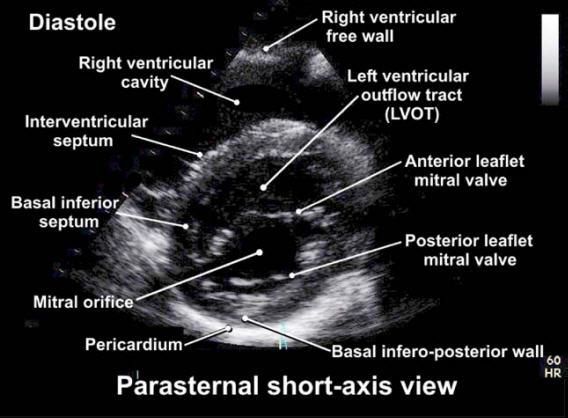 Diastole
Right ventricular
free wall
Right ventricular
cavity
Left ventricular
outflow tract
(LVOT)
Interventricular
septum
Anterior leaflet
mitral valve
Basal inferior
septum
Posterior leaflet
mitral valve
Mitral orifice
Pericardium
Basal infero-posterior wall
60
HR
Parasternal short-axis view